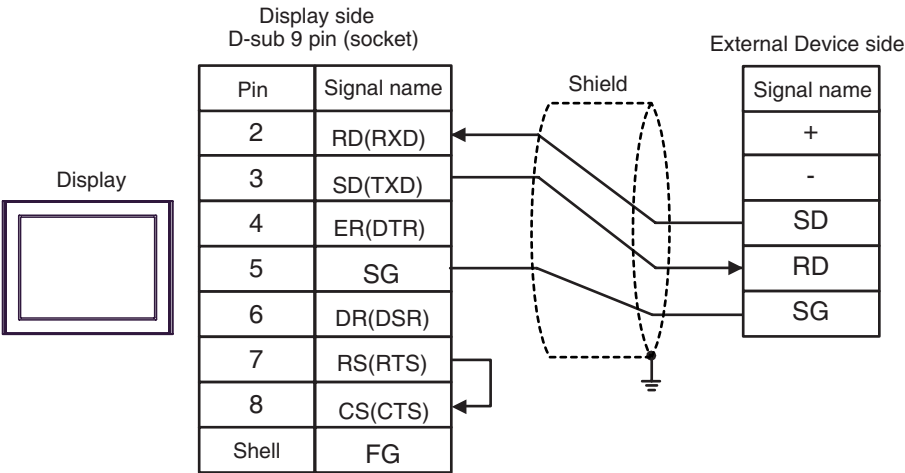 Display side
D-sub 9 pin (socket)
External Device side
Pin Signal name
Shield
Signal name
2 RD(RXD)
+
3 SD(TXD)
-
Display
4 ER(DTR)
SD
5 SG
RD
6 DR(DSR)
SG
7 RS(RTS)
8 CS(CTS)
Shell FG